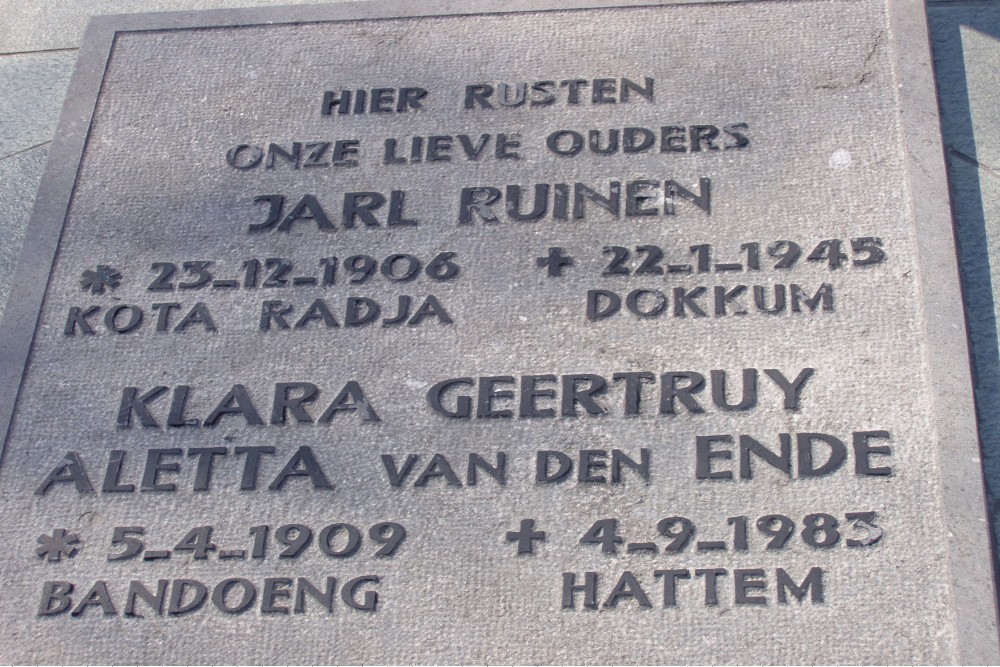 HIER RUSTEN
ONZE LIEVE OUDERS
JARL RUINEN
* 23-12-1906 + 22-1-1945
KOTA RADJA DOKKUM
KLARA GEERTRUY
ALETTA VAN DEN ENDE
* 5-4-1909 + 4-9-1983
BANDOENG HATTEM